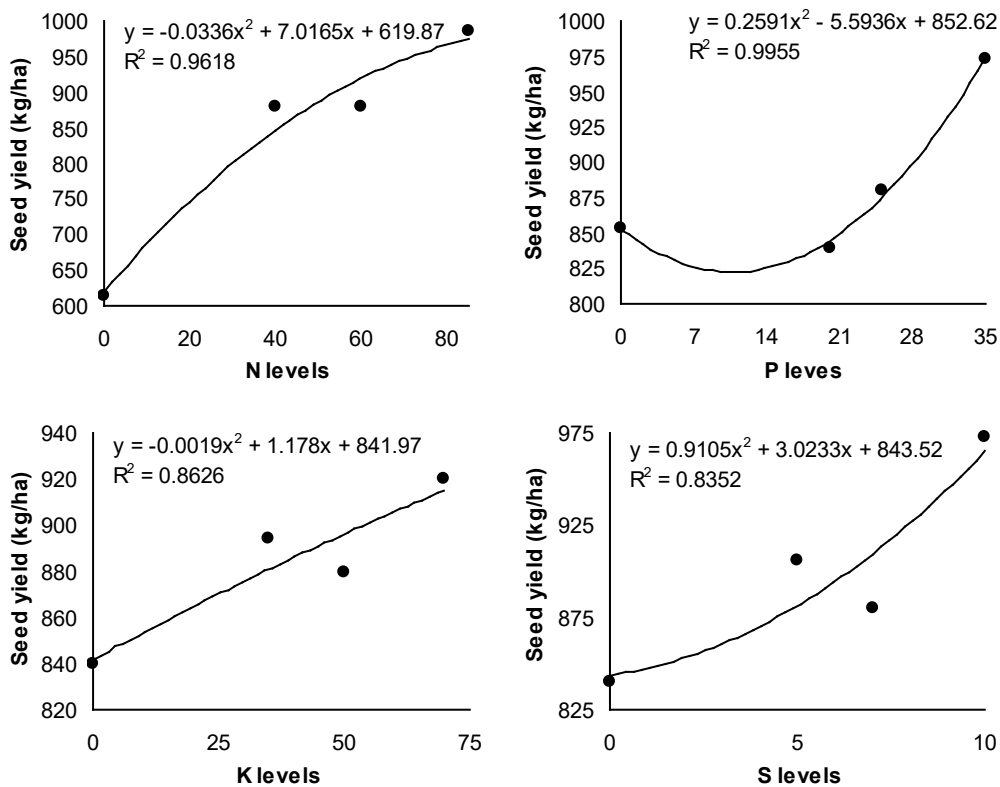 y = -0.0336x² + 7.0165x + 619.87
R² = 0.9618
1000
950
900
850
800
750
700
650
600
Seed yield (kg/ha)
0 20 40 60 80
N levels
y = 0.2591x² - 5.5936x + 852.62
R² = 0.9955
1000
975
950
925
900
875
850
825
800
Seed yield (kg/ha)
0 7 14 21 28 35
P leves
y = -0.0019x² + 1.178x + 841.97
R² = 0.8626
940
920
900
880
860
840
820
Seed yield (kg/ha)
0 25 50 75
K levels
y = 0.9105x² + 3.0233x + 843.52
R² = 0.8352
975
925
875
825
Seed yield (kg/ha)
0 5 10
S levels